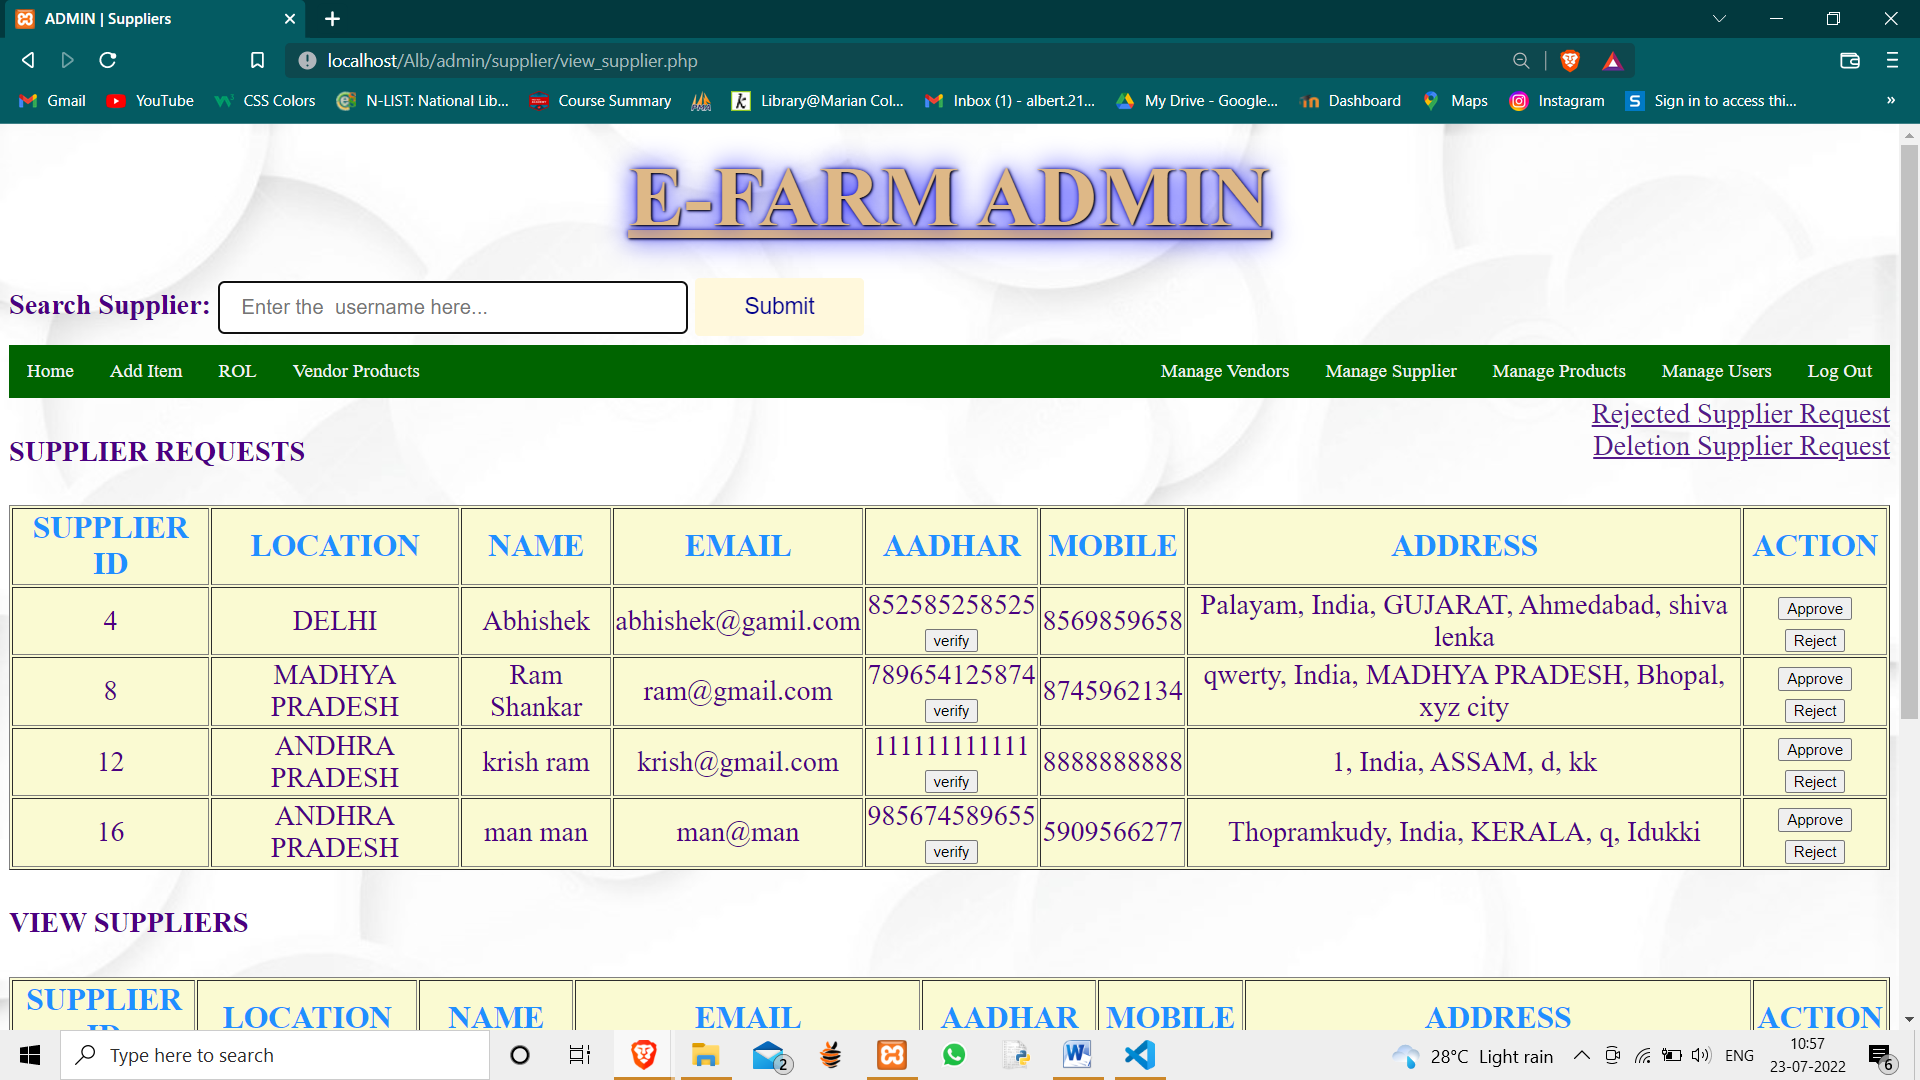 ADMIN | Suppliers
localhost/Alb/admin/supplier/view_supplier.php
Gmail YouTube CSS Colors N-LIST: National Lib... Course Summary Library@Marian Col... Inbox (1) - albert.21... My Drive - Google... Dashboard Maps Instagram Sign in to access thi... »
E-FARM ADMIN
Search Supplier: Enter the username here... Submit
Home Add Item ROL Vendor Products Manage Vendors Manage Supplier Manage Products Manage Users Log Out
Rejected Supplier Request
Deletion Supplier Request
SUPPLIER REQUESTS
SUPPLIER ID LOCATION NAME EMAIL AADHAR MOBILE ADDRESS ACTION
4 DELHI Abhishek abhishek@gamil.com 852585258525 verify 8569859658 Palayam, India, GUJARAT, Ahmedabad, shiva lenka Approve Reject
8 MADHYA PRADESH Ram Shankar ram@gmail.com 789654125874 verify 8745962134 qwerty, India, MADHYA PRADESH, Bhopal, xyz city Approve Reject
12 ANDHRA PRADESH krish ram krish@gmail.com 111111111111 verify 8888888888 1, India, ASSAM, d, kk Approve Reject
16 ANDHRA PRADESH man man man@man 985674589655 verify 5909566277 Thopramkudy, India, KERALA, q, Idukki Approve Reject
VIEW SUPPLIERS
SUPPLIER ID LOCATION NAME EMAIL AADHAR MOBILE ADDRESS ACTION
Type here to search 2 28°C Light rain ENG 10:57 6
23-07-2022